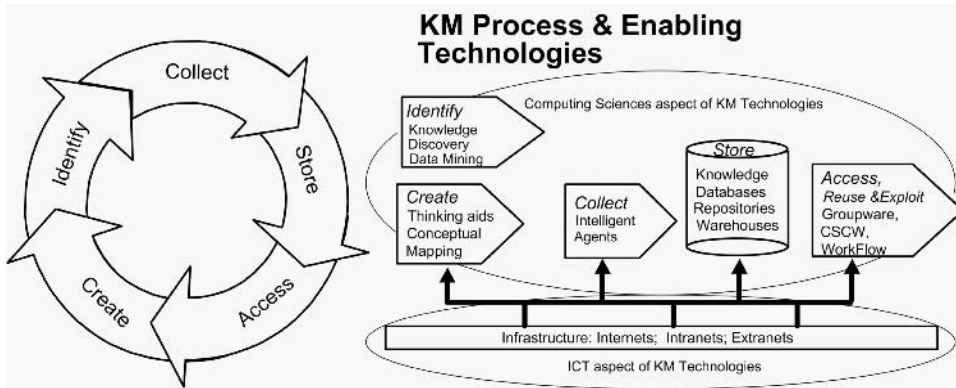 KM Process & Enabling
Technologies
Collect
Store
Access
Create
Identify
Computing Sciences aspect of KM Technologies
Identify
Knowledge
Discovery
Data Mining
Create
Thinking aids
Conceptual
Mapping
Collect
Intelligent
Agents
Store
Knowledge
Databases
Repositories
Warehouses
Access,
Reuse &Exploit
Groupware,
CSCW,
WorkFlow
Infrastructure: Internets; Intranets; Extranets
ICT aspect of KM Technologies